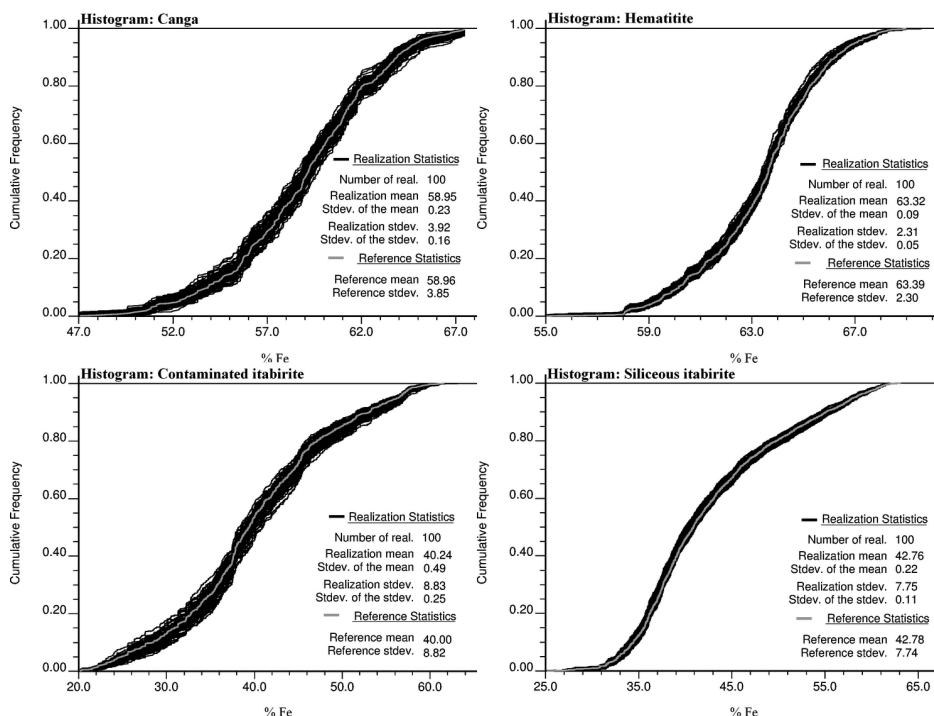 Histogram: Canga
1.00
0.80
0.60
0.40
0.20
0.00
Cumulative Frequency
Realization Statistics
Number of real. 100
Realization mean 58.95
Stdev. of the mean 0.23
Realization stdev. 3.92
Stdev. of the stdev. 0.16
Reference Statistics
Reference mean 58.96
Reference stdev. 3.85
47.0 52.0 57.0 62.0 67.0
% Fe
Histogram: Hematitite
1.00
0.80
0.60
0.40
0.20
0.00
Cumulative Frequency
Realization Statistics
Number of real. 100
Realization mean 63.32
Stdev. of the mean 0.09
Realization stdev. 2.31
Stdev. of the stdev. 0.05
Reference Statistics
Reference mean 63.39
Reference stdev. 2.30
55.0 59.0 63.0 67.0
% Fe
Histogram: Contaminated itabirite
1.00
0.80
0.60
0.40
0.20
0.00
Cumulative Frequency
Realization Statistics
Number of real. 100
Realization mean 40.24
Stdev. of the mean 0.49
Realization stdev. 8.83
Stdev. of the stdev. 0.25
Reference Statistics
Reference mean 40.00
Reference stdev. 8.82
20.0 30.0 40.0 50.0 60.0
% Fe
Histogram: Siliceous itabirite
1.00
0.80
0.60
0.40
0.20
0.00
Cumulative Frequency
Realization Statistics
Number of real. 100
Realization mean 42.76
Stdev. of the mean 0.22
Realization stdev. 7.75
Stdev. of the stdev. 0.11
Reference Statistics
Reference mean 42.78
Reference stdev. 7.74
25.0 35.0 45.0 55.0 65.0
% Fe